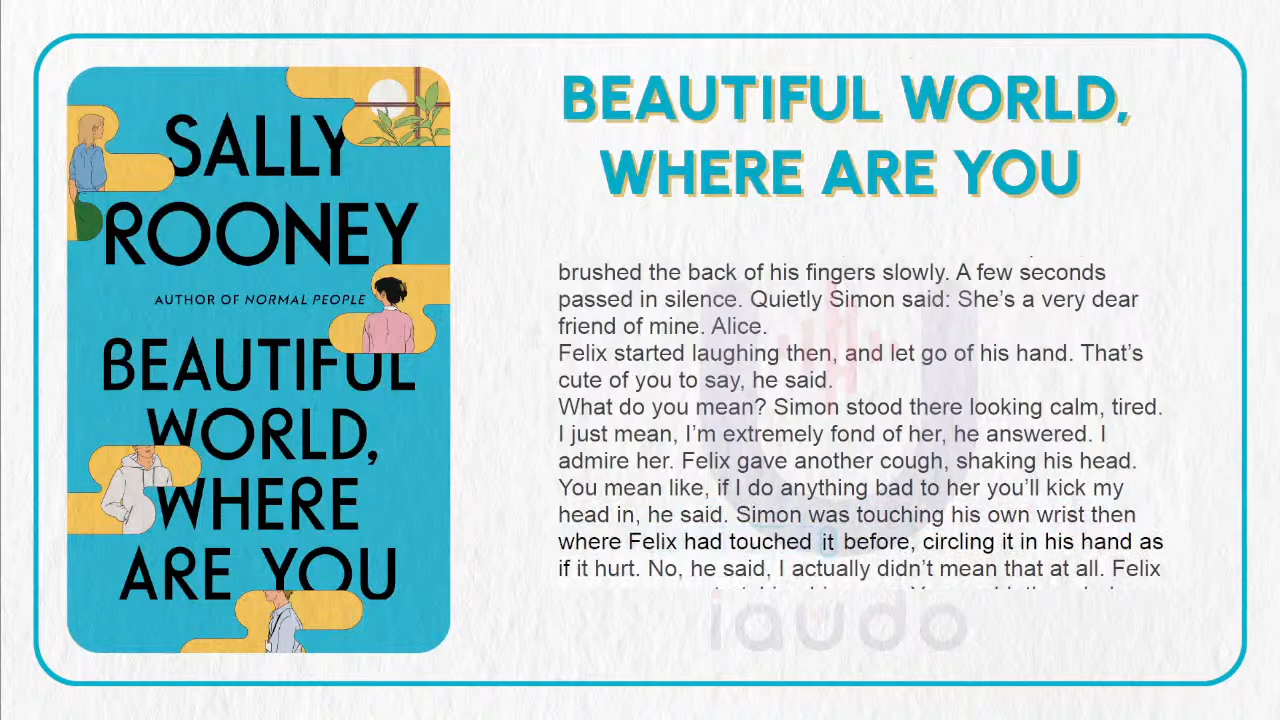 SALLY
ROONEY
AUTHOR OF NORMAL PEOPLE
BEAUTIFUL
WORLD,
WHERE
ARE YOU
BEAUTIFUL WORLD,
WHERE ARE YOU
brushed the back of his fingers slowly. A few seconds
passed in silence. Quietly Simon said: She’s a very dear
friend of mine. Alice.
Felix started laughing then, and let go of his hand. That’s
cute of you to say, he said.
What do you mean? Simon stood there looking calm, tired.
I just mean, I’m extremely fond of her, he answered. I
admire her. Felix gave another cough, shaking his head.
You mean like, if I do anything bad to her you’ll kick my
head in, he said. Simon was touching his own wrist then
where Felix had touched it before, circling it in his hand as
if it hurt. No, he said, I actually didn’t mean that at all. Felix
iaudo